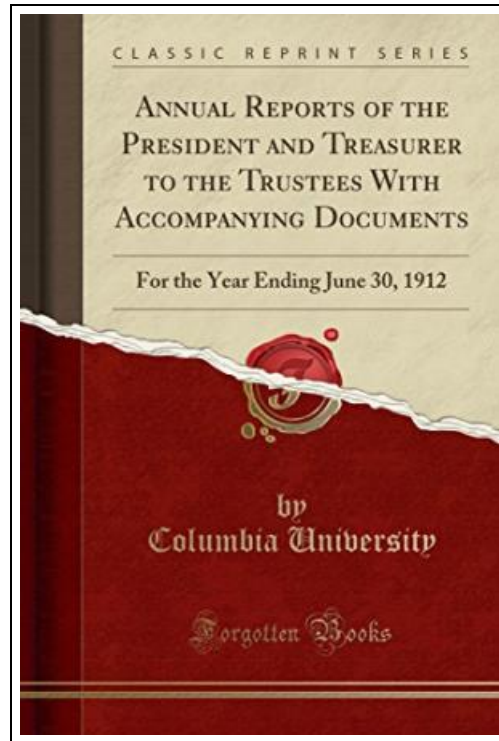 CLASSIC REPRINT SERIES
ANNUAL REPORTS OF THE
PRESIDENT AND TREASURER
TO THE TRUSTEES WITH
ACCOMPANYING DOCUMENTS
For the Year Ending June 30, 1912
by
Columbia University
Forgotten Books